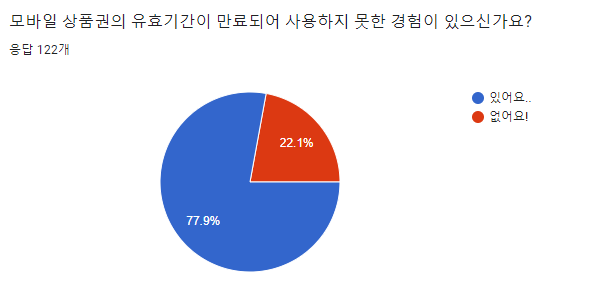 모바일 상품권의 유효기간이 만료되어 사용하지 못한 경험이 있으신가요?
응답 122개
있어요..
없어요!
22.1%
77.9%